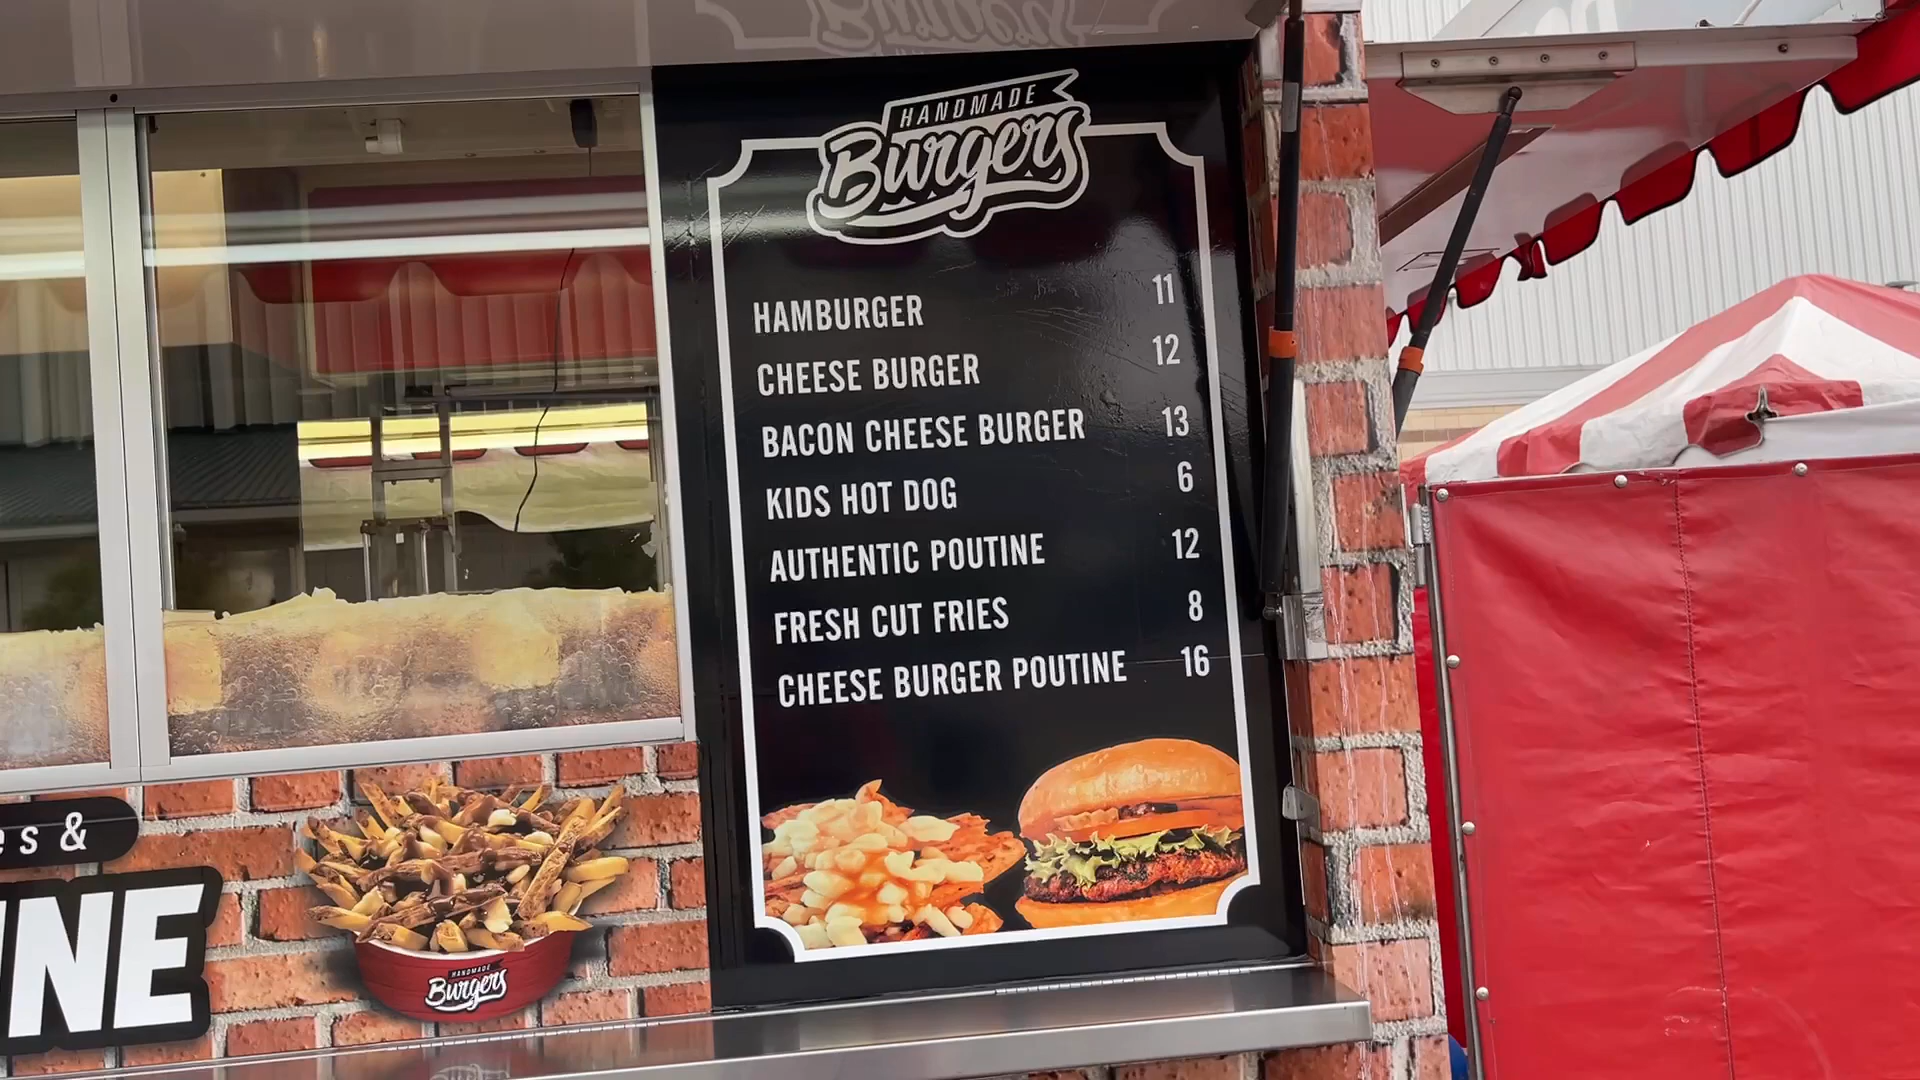 HANDMADE
Burgers
HAMBURGER 11
CHEESE BURGER 12
BACON CHEESE BURGER 13
KIDS HOT DOG 6
AUTHENTIC POUTINE 12
FRESH CUT FRIES 8
CHEESE BURGER POUTINE 16
es &
INE
HANDMADE
Burgers